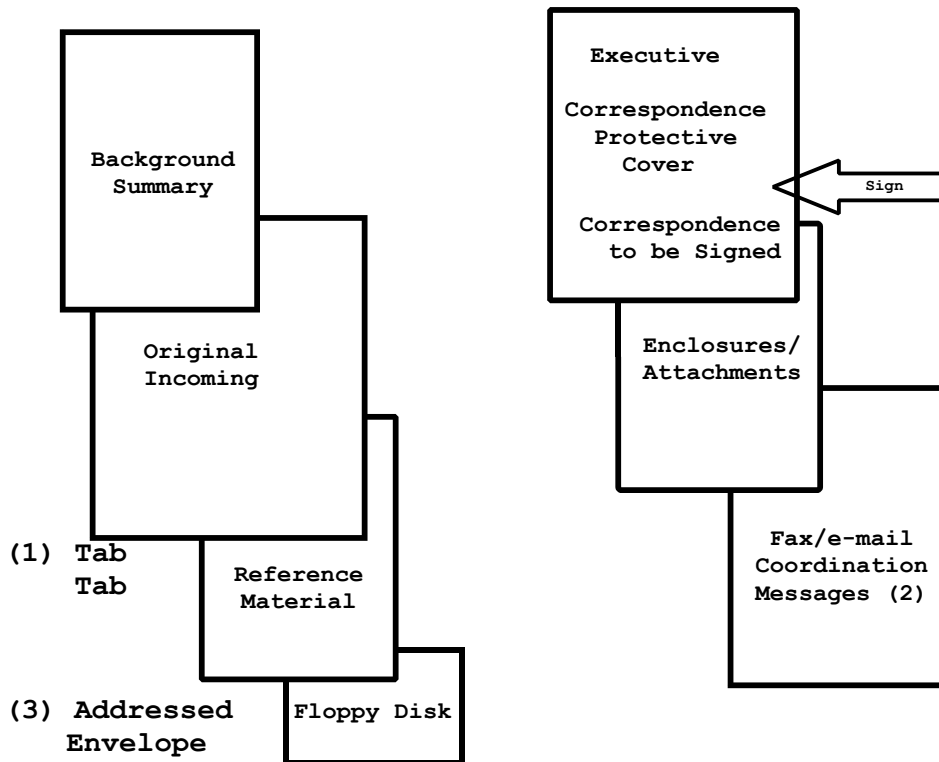 Background
Summary
Original
Incoming
(1) Tab
Tab
Reference
Material
(3) Addressed
Envelope
Floppy Disk
Executive
Correspondence
Protective
Cover
Sign
Correspondence
to be Signed
Enclosures/
Attachments
Fax/e-mail
Coordination
Messages (2)